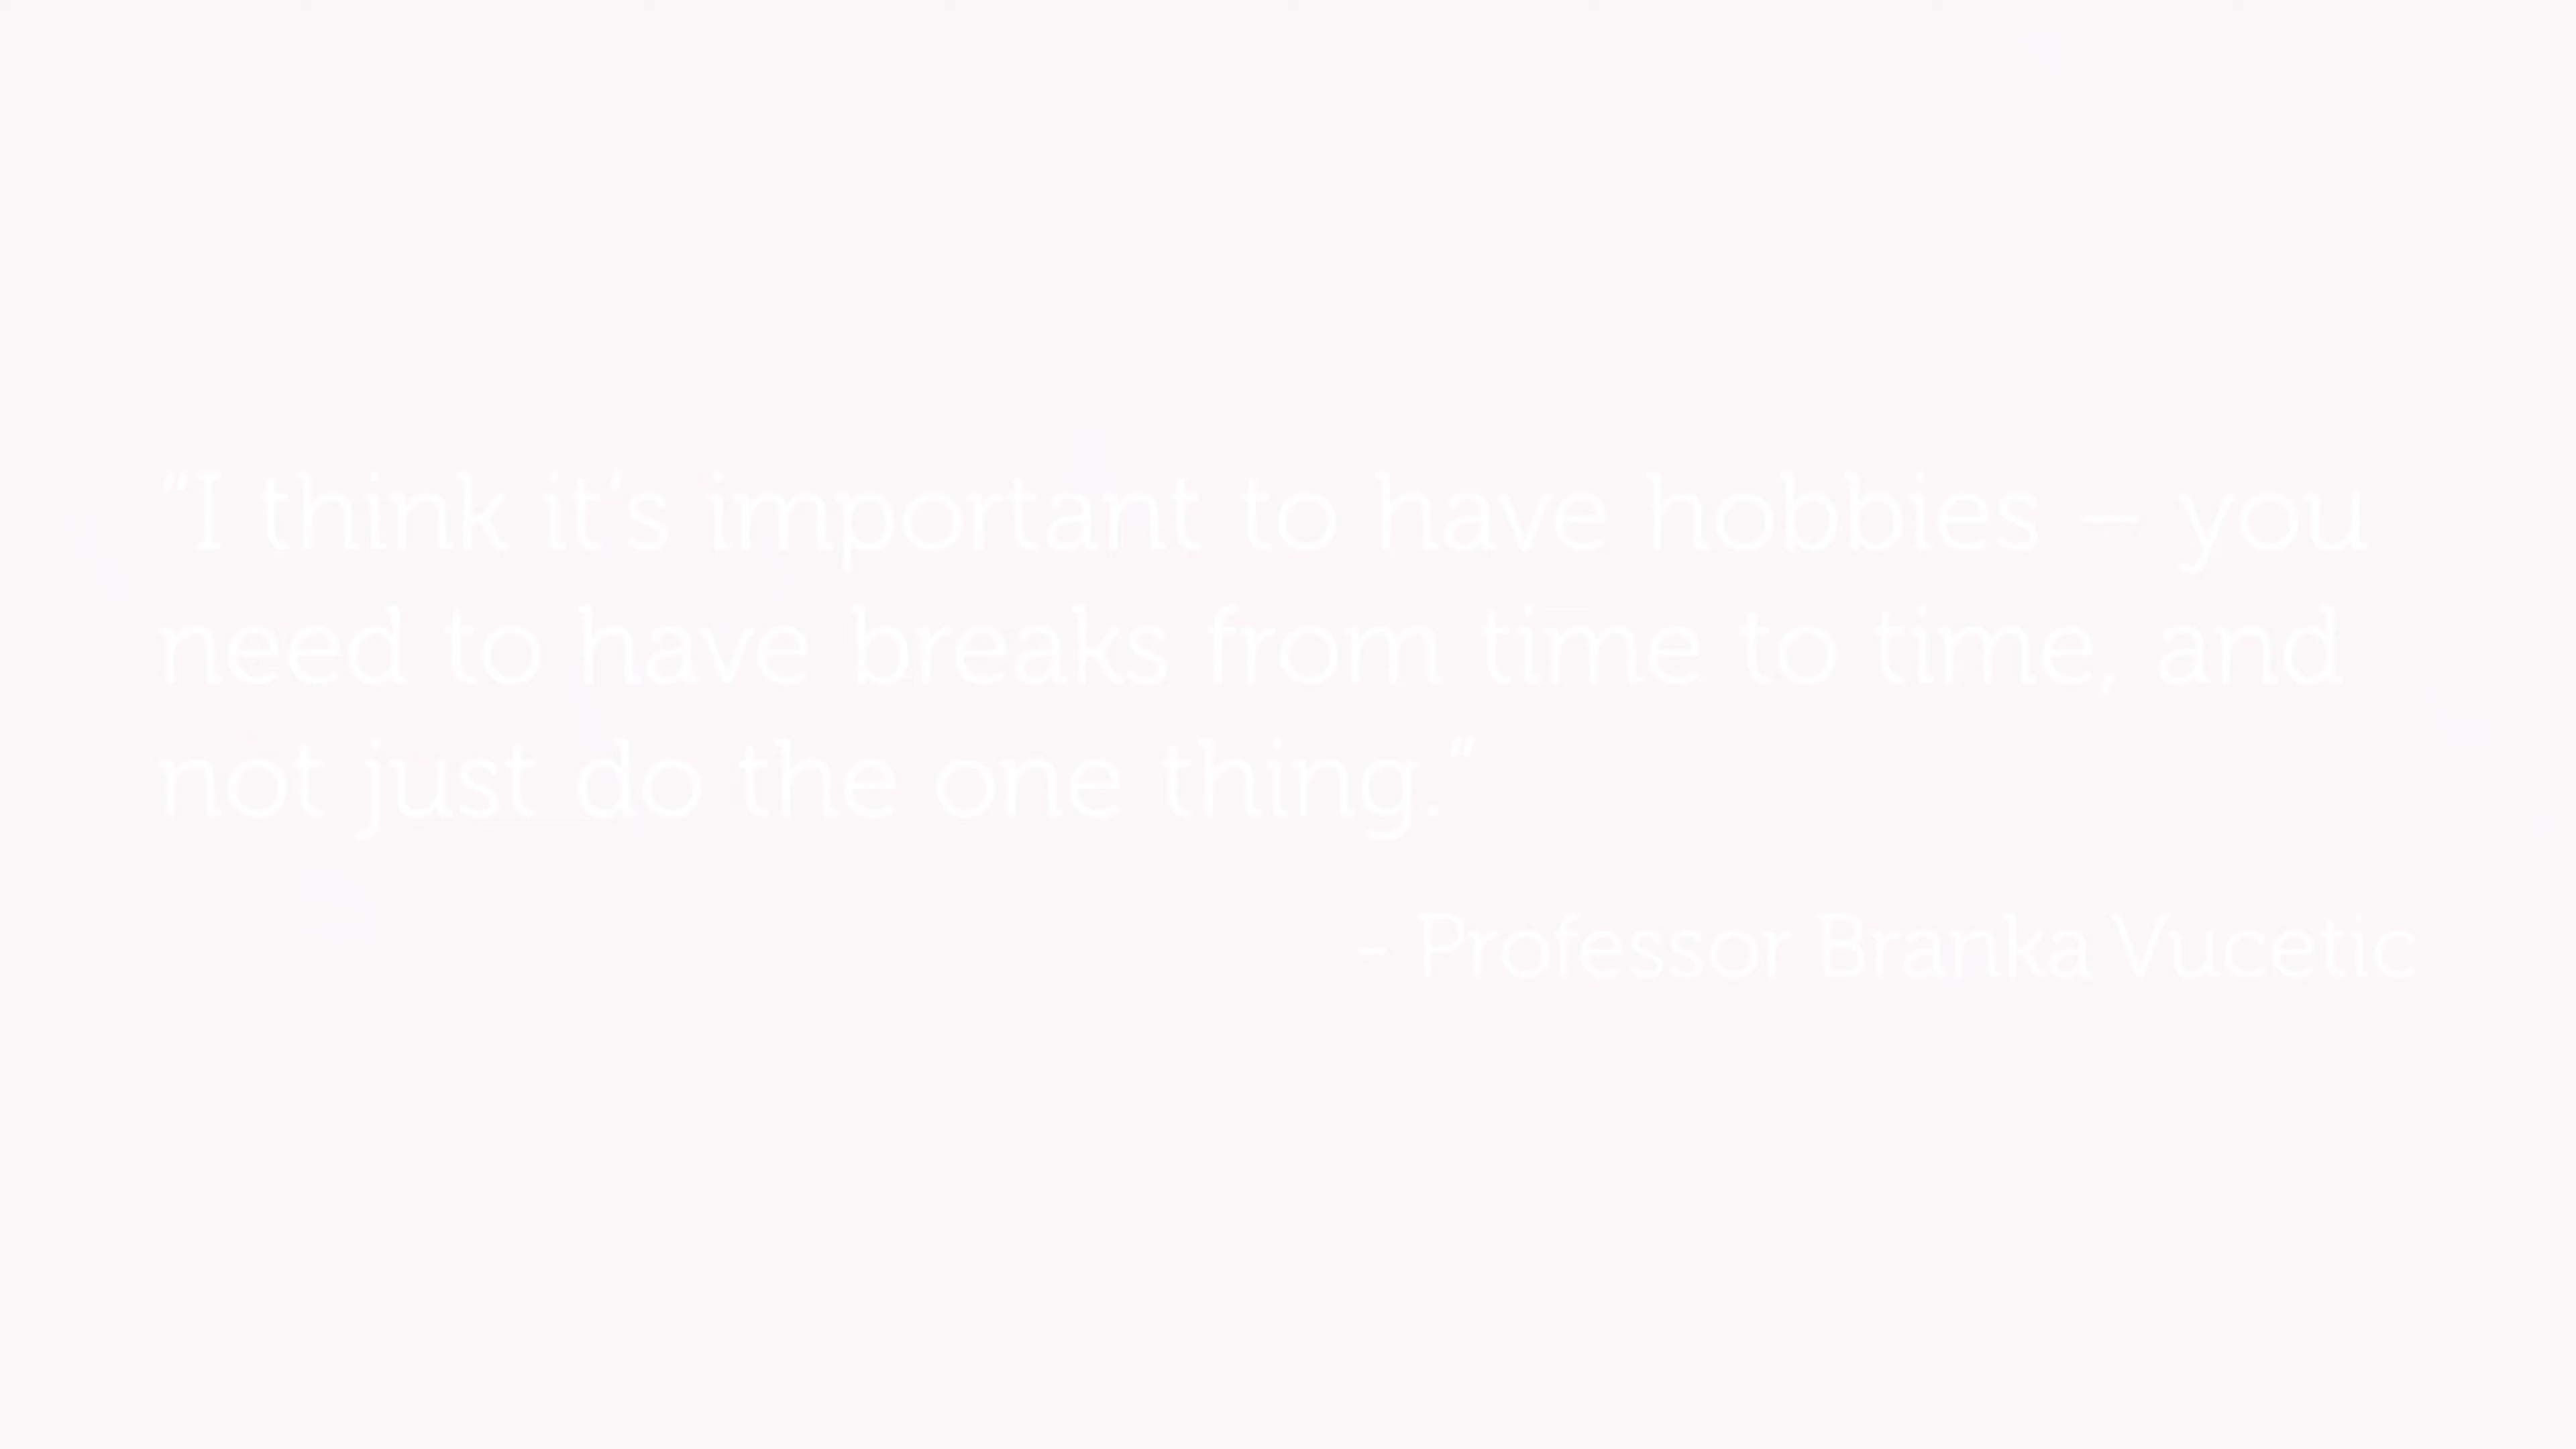 “I think it’s important to have hobbies – you
need to have breaks from time to time, and
not just do the one thing.”
- Professor Branka Vucetic